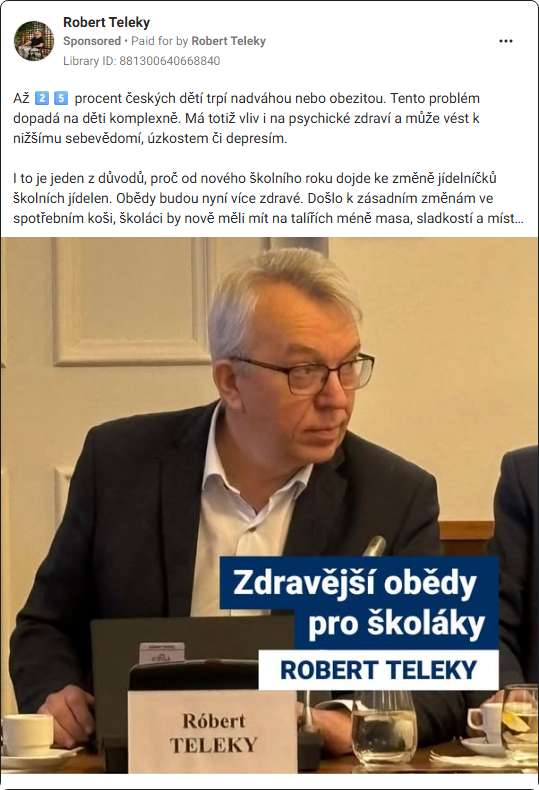 Robert Teleky
Sponsored • Paid for by Robert Teleky
Library ID: 881300640668840
Až 2️⃣ 5️⃣ procent českých dětí trpí nadváhou nebo obezitou. Tento problém
dopadá na děti komplexně. Má totiž vliv i na psychické zdraví a může vést k
nižšímu sebevědomí, úzkostem či depresím.
I to je jeden z důvodů, proč od nového školního roku dojde ke změně jídelníčků
školních jídelen. Obědy budou nyní více zdravé. Došlo k zásadním změnám ve
spotřebním koši, školáci by nově měli mít na talířích méně masa, sladkostí a míst…
Zdravější obědy
pro školáky
ROBERT TELEKY
Róbert
TELEKY